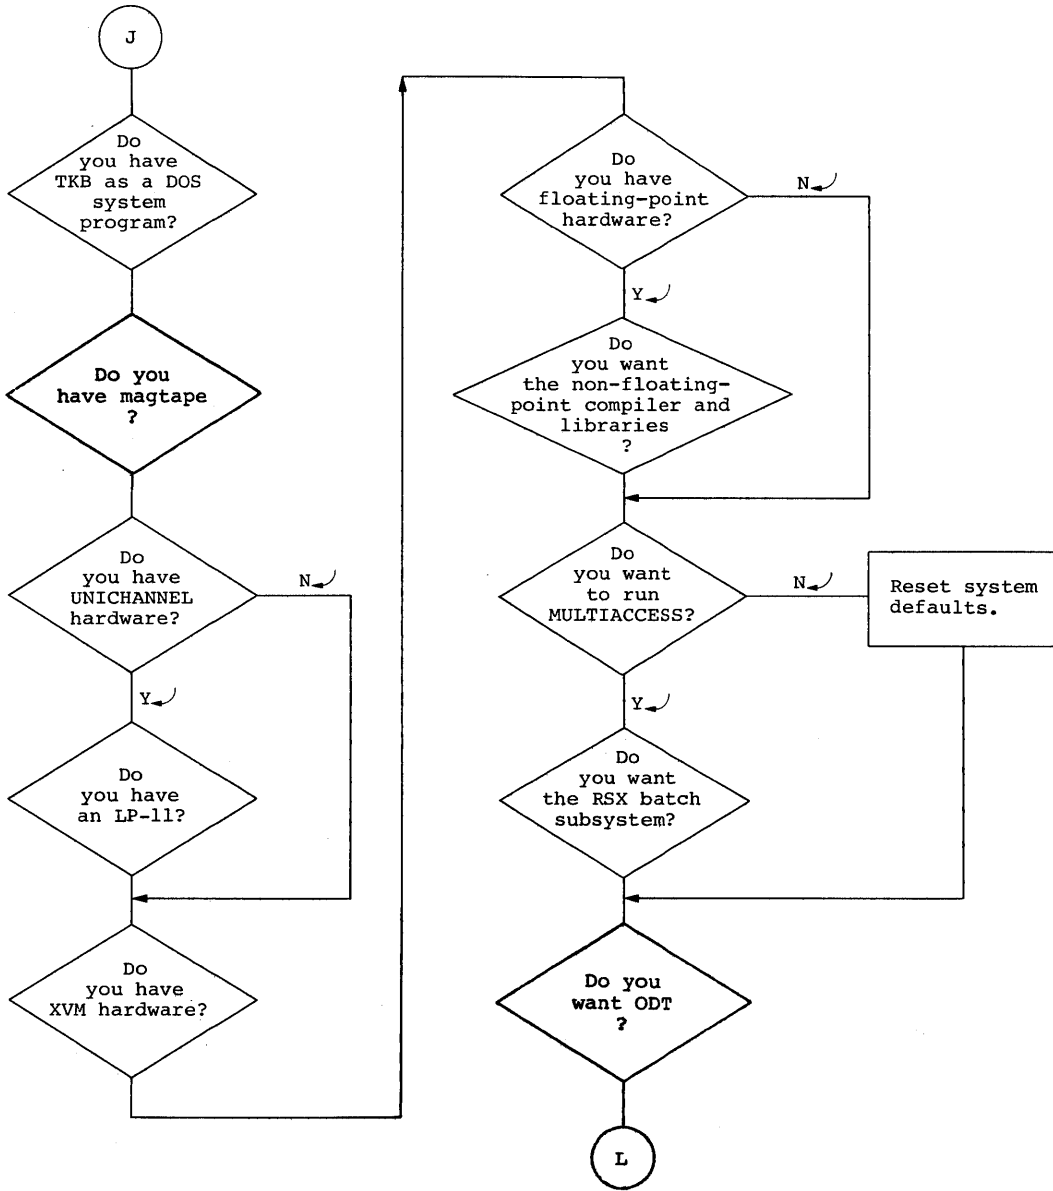 J
Do
you have
TKB as a DOS
system
program?
Do you
have magtape
?
Do
you have
UNICHANNEL
hardware?
N
Y
Do
you have
an LP-11?
Do
you have
XVM hardware?
Do
you have
floating-point
hardware?
N
Y
Do
you want
the non-floating-
point compiler and
libraries
?
Do
you want
to run
MULTIACCESS?
N
Reset system
defaults.
Y
Do
you want
the RSX batch
subsystem?
Do you
want ODT
?
L